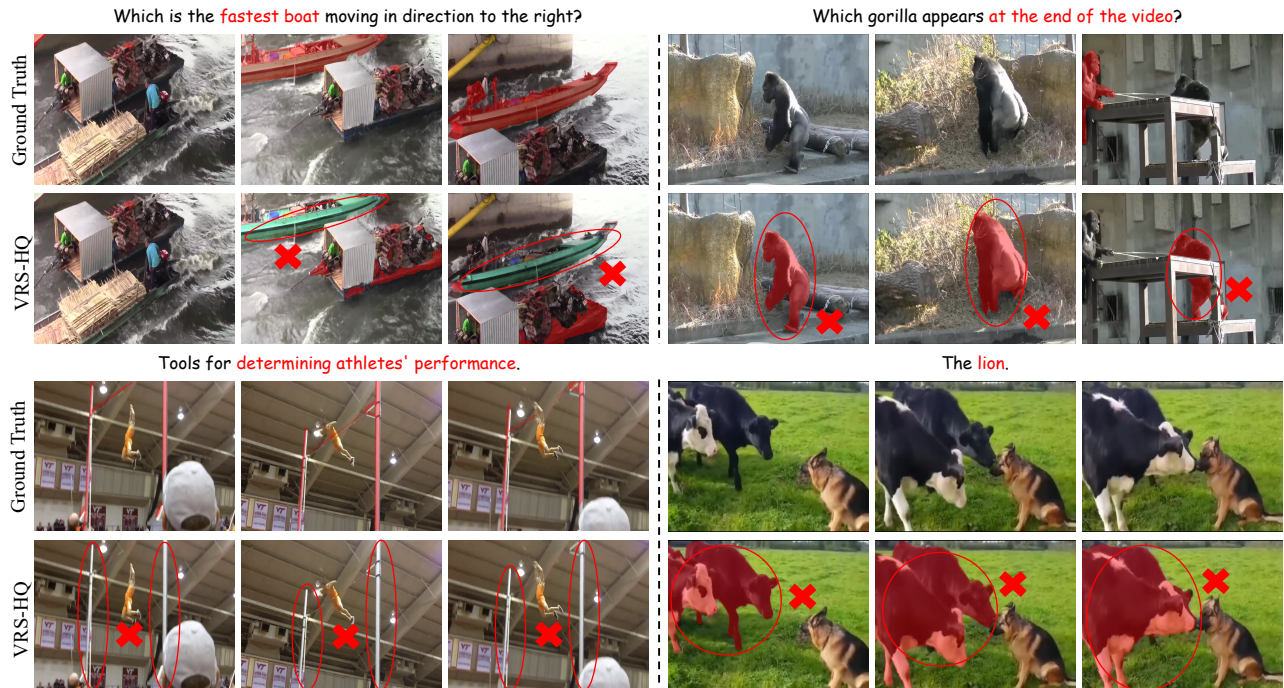 Which is the fastest boat moving in direction to the right?
Which gorilla appears at the end of the video?
Ground Truth
VRS-HQ
Tools for determining athletes' performance.
The lion.
Ground Truth
VRS-HQ